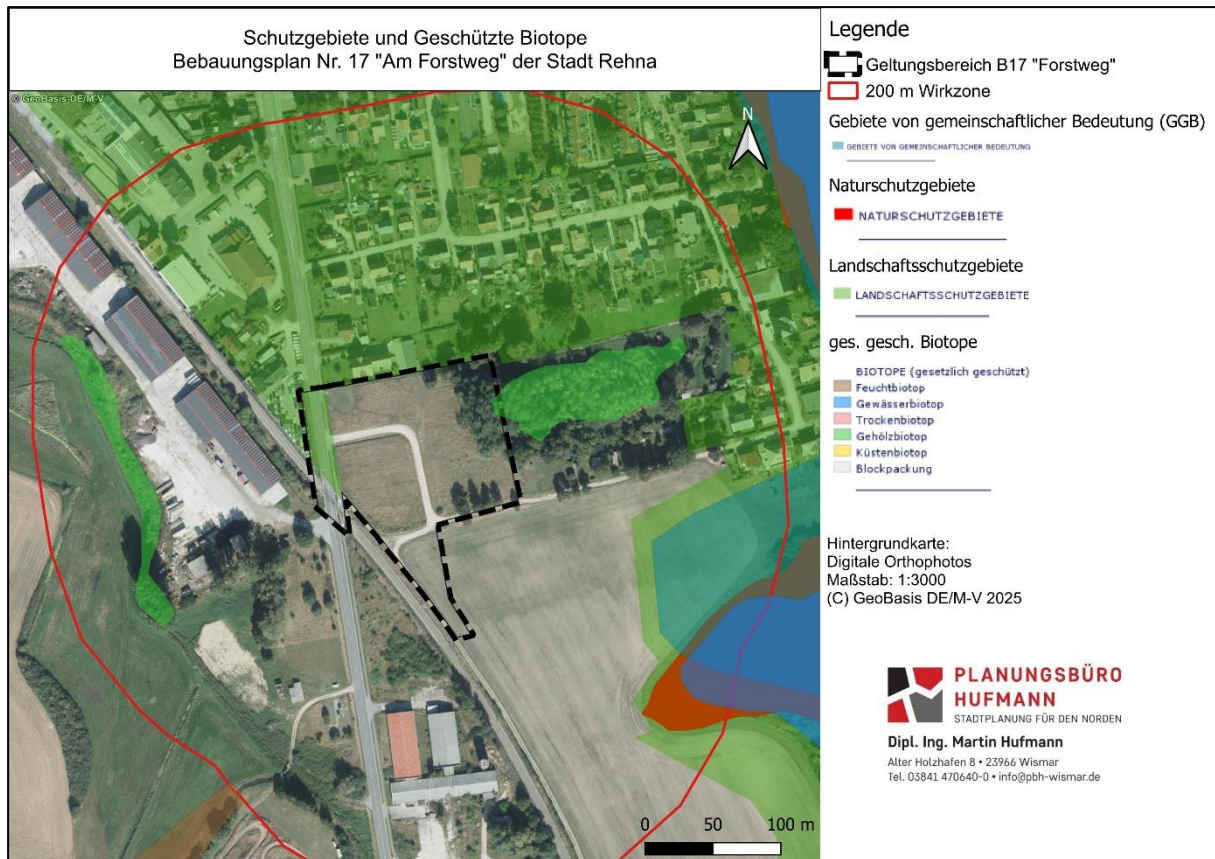 Schutzgebiete und Geschützte Biotope
Bebauungsplan Nr. 17 "Am Forstweg" der Stadt Rehna
© GeoBasis-DE/M-V
N
0 50 100 m
Legende
Geltungsbereich B17 "Forstweg"
200 m Wirkzone
Gebiete von gemeinschaftlicher Bedeutung (GGB)
GEBIETE VON GEMEINSCHAFTLICHER BEDEUTUNG
Naturschutzgebiete
NATURSCHUTZGEBIETE
Landschaftsschutzgebiete
LANDSCHAFTSSCHUTZGEBIETE
ges. gesch. Biotope
BIOTOPE (gesetzlich geschützt)
Feuchtbiotop
Gewässerbiotop
Trockenbiotop
Gehölzbiotop
Küstenbiotop
Blockpackung
Hintergrundkarte:
Digitale Orthophotos
Maßstab: 1:3000
(C) GeoBasis DE/M-V 2025
PLANUNGSBÜRO
HUFMANN
STADTPLANUNG FÜR DEN NORDEN
Dipl. Ing. Martin Hufmann
Alter Holzhafen 8 • 23966 Wismar
Tel. 03841 470640-0 • info@pbh-wismar.de